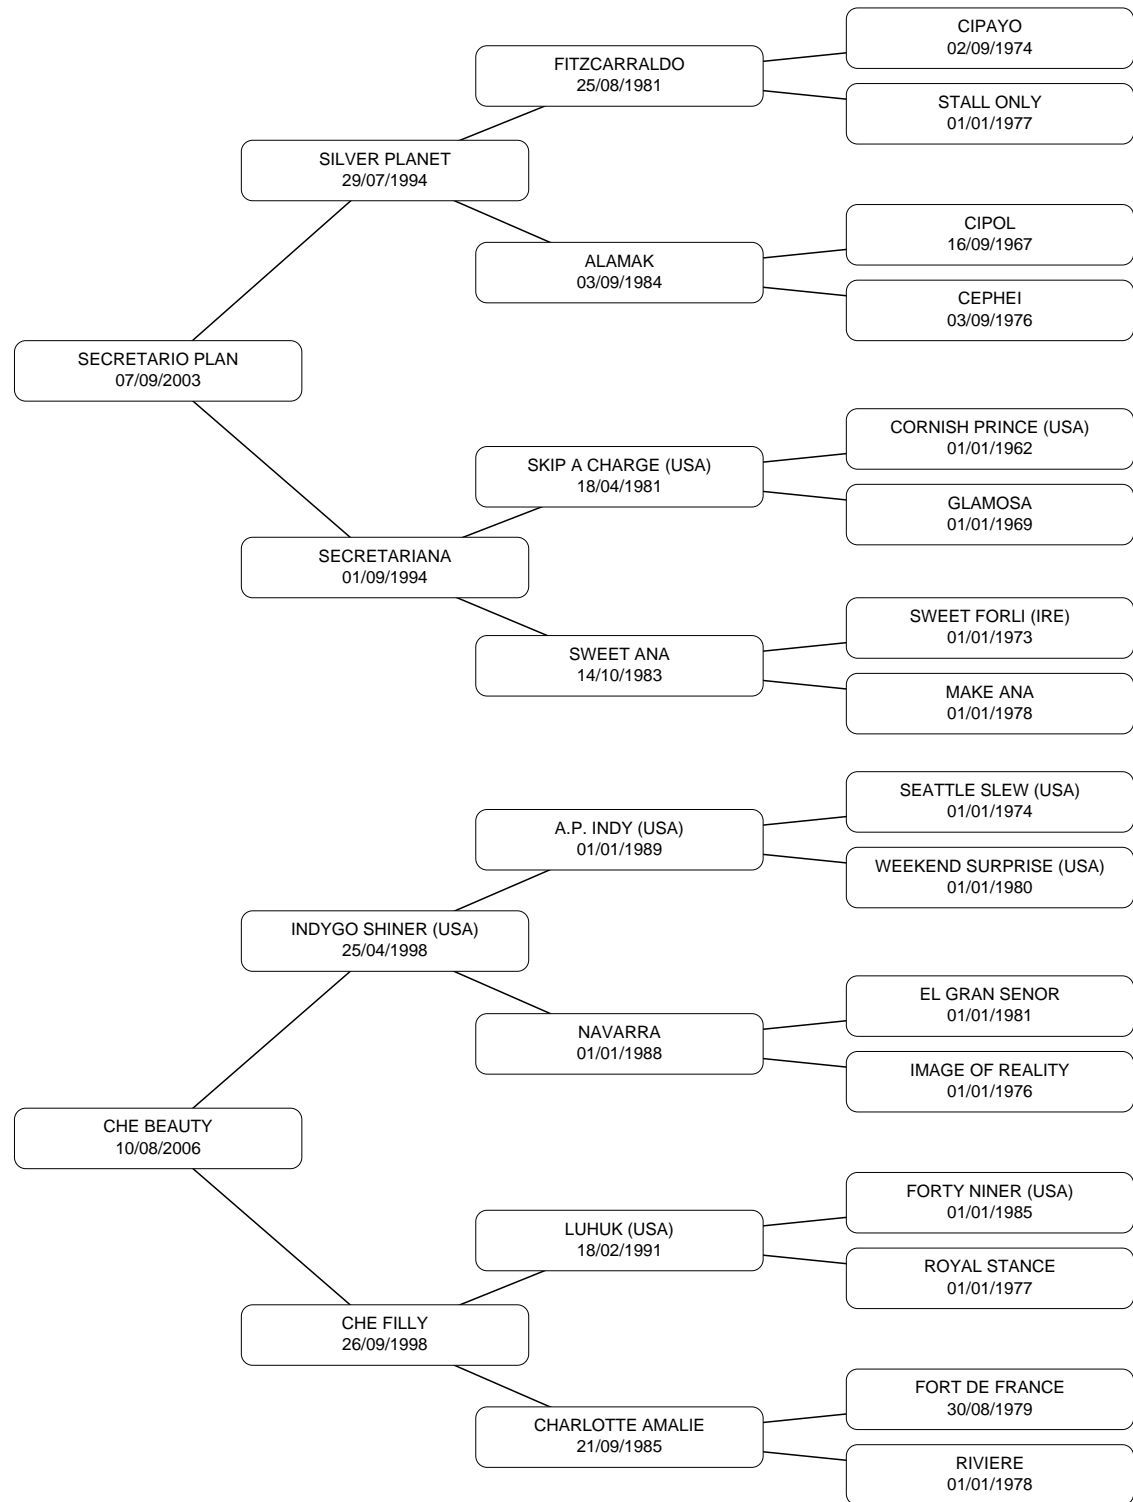 CIPAYO
02/09/1974
FITZCARRALDO
25/08/1981
STALL ONLY
01/01/1977
SILVER PLANET
29/07/1994
CIPOL
16/09/1967
ALAMAK
03/09/1984
CEPHEI
03/09/1976
SECRETARIO PLAN
07/09/2003
CORNISH PRINCE (USA)
01/01/1962
SKIP A CHARGE (USA)
18/04/1981
GLAMOSA
01/01/1969
SECRETARIANA
01/09/1994
SWEET FORLI (IRE)
01/01/1973
SWEET ANA
14/10/1983
MAKE ANA
01/01/1978
SEATTLE SLEW (USA)
01/01/1974
A.P. INDY (USA)
01/01/1989
WEEKEND SURPRISE (USA)
01/01/1980
INDYGO SHINER (USA)
25/04/1998
EL GRAN SENOR
01/01/1981
NAVARRA
01/01/1988
IMAGE OF REALITY
01/01/1976
CHE BEAUTY
10/08/2006
FORTY NINER (USA)
01/01/1985
LUHUK (USA)
18/02/1991
ROYAL STANCE
01/01/1977
CHE FILLY
26/09/1998
FORT DE FRANCE
30/08/1979
CHARLOTTE AMALIE
21/09/1985
RIVIERE
01/01/1978